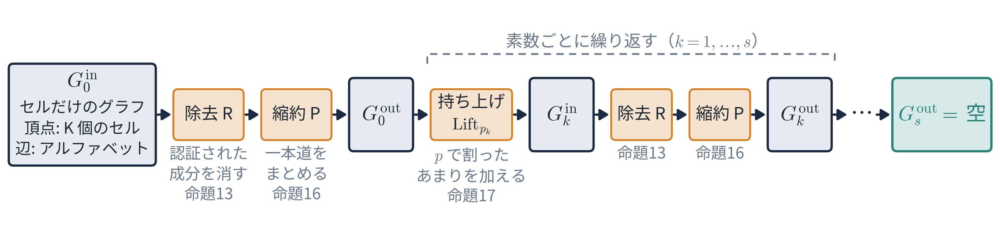 素数ごとに繰り返す（k = 1, …, s）
G_0^in
セルだけのグラフ
頂点: K 個のセル
辺: アルファベット
除去 R
認証された
成分を消す
命題13
縮約 P
一本道を
まとめる
命題16
G_0^out
持ち上げ
Lift_{p_k}
p で割った
あまりを加える
命題17
G_k^in
除去 R
命題13
縮約 P
命題16
G_k^out
⋯
G_s^out = 空